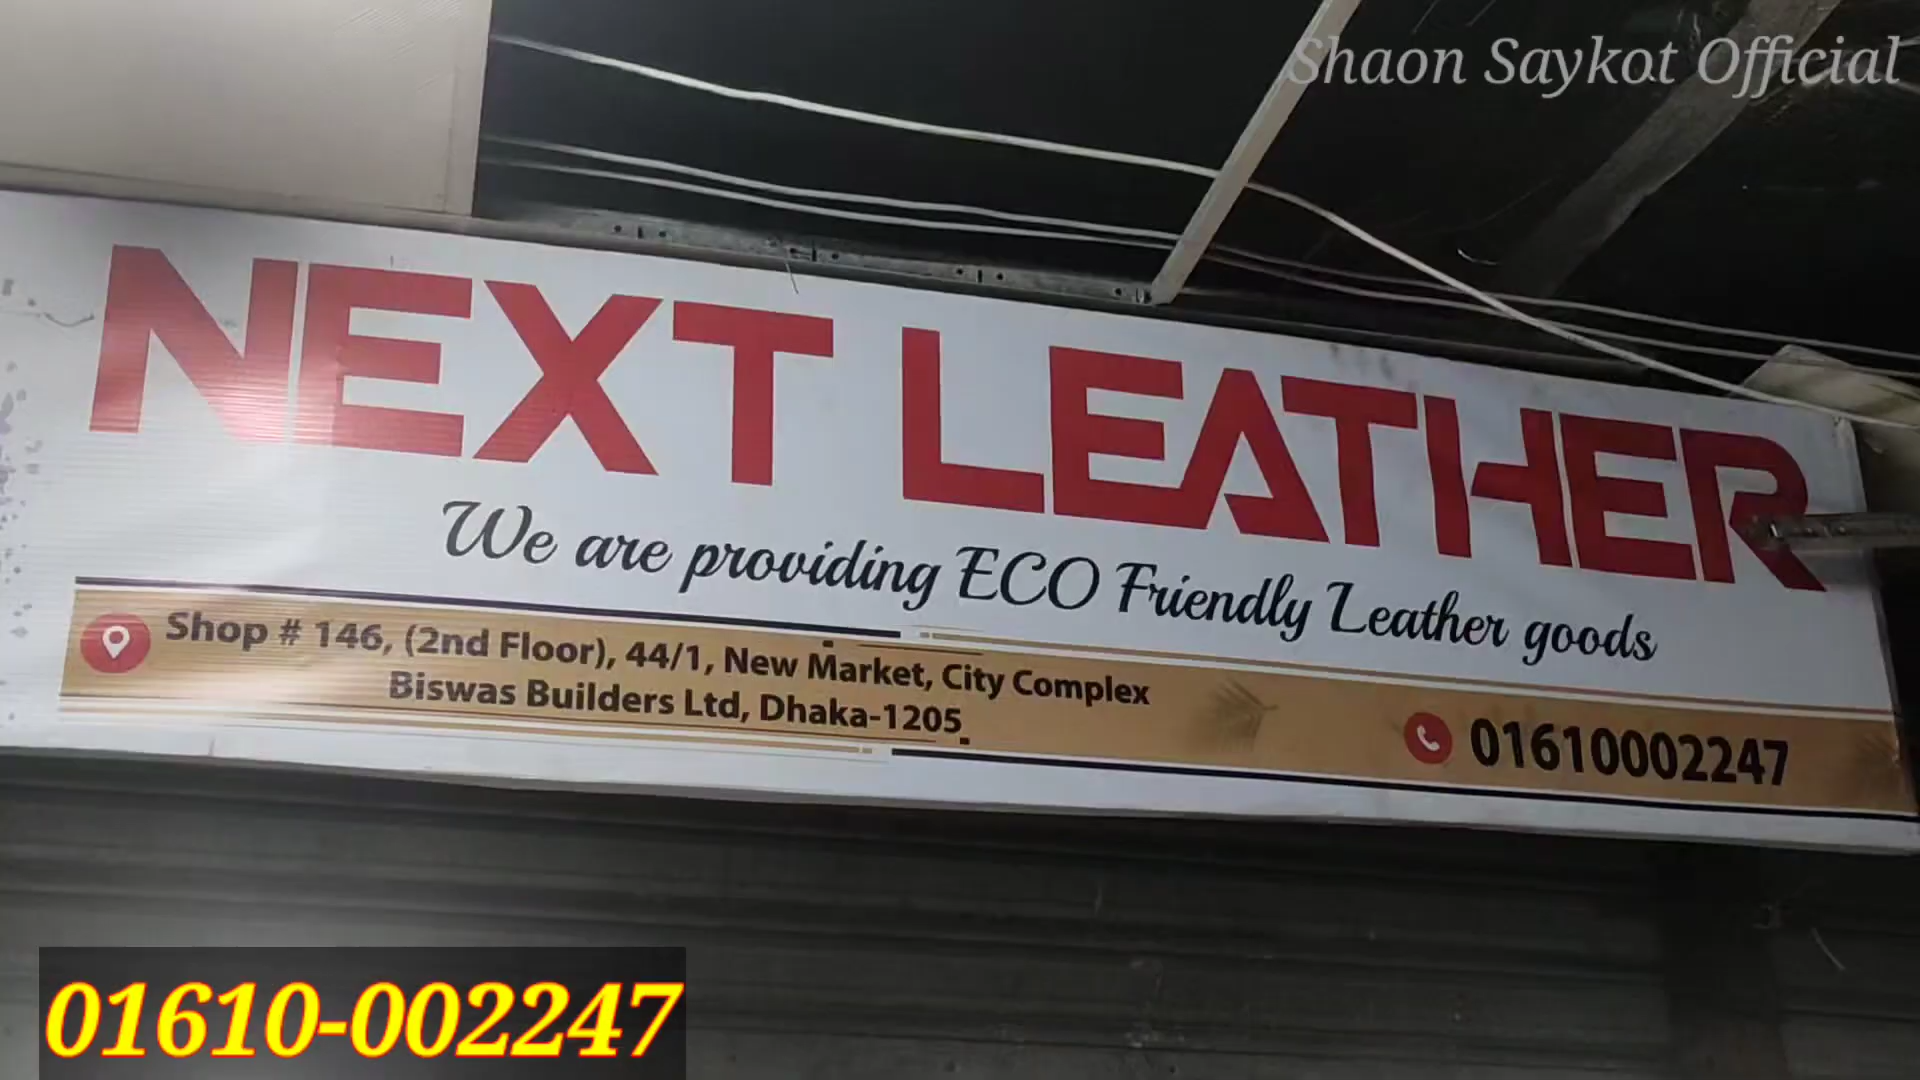 Shaon Saykot Official
NEXT LEATHER
We are providing ECO Friendly Leather goods
Shop # 146, (2nd Floor), 44/1, New Market, City Complex
Biswas Builders Ltd, Dhaka-1205.
01610002247
01610-002247